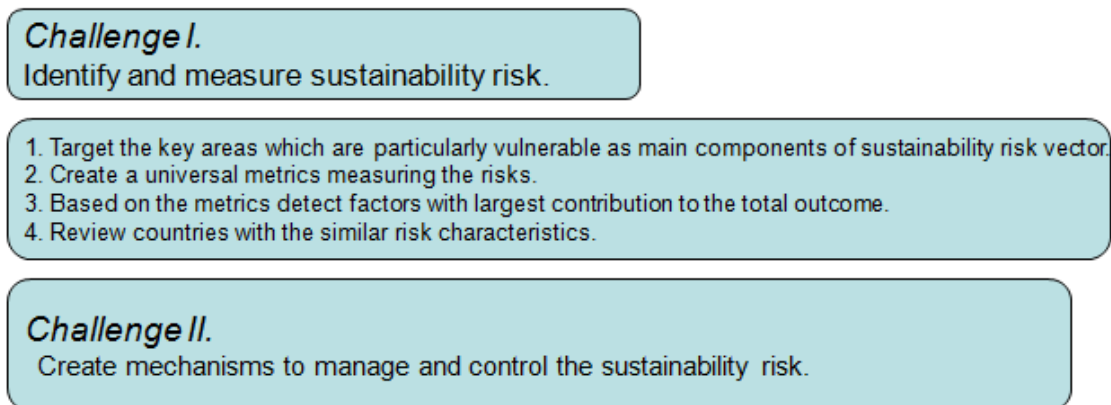 Challenge I.
Identify and measure sustainability risk.
1. Target the key areas which are particularly vulnerable as main components of sustainability risk vector.
2. Create a universal metrics measuring the risks.
3. Based on the metrics detect factors with largest contribution to the total outcome.
4. Review countries with the similar risk characteristics.
Challenge II.
Create mechanisms to manage and control the sustainability risk.